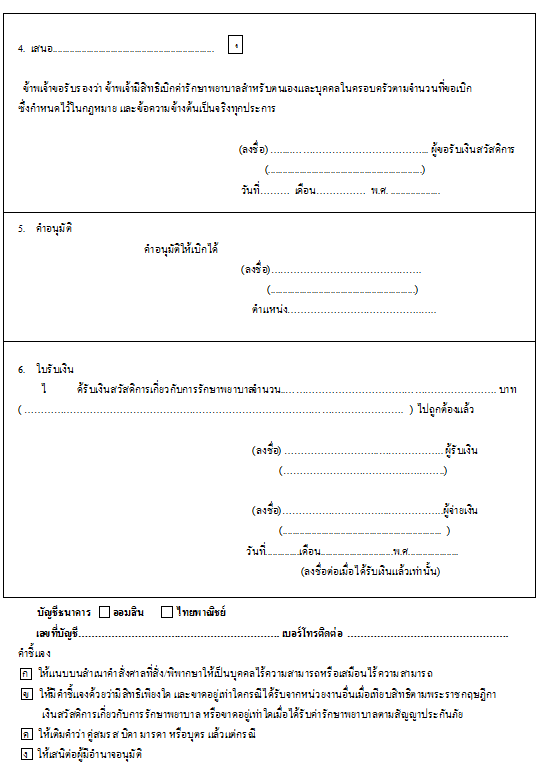 4. เสนอ............................................................ ง
ข้าพเจ้าขอรับรองว่า ข้าพเจ้ามีสิทธิเบิกค่ารักษาพยาบาลสำหรับตนเองและบุคคลในครอบครัวตามจำนวนที่ขอเบิก
ซึ่งกำหนดไว้ในกฎหมาย และข้อความข้างต้นเป็นจริงทุกประการ
(ลงชื่อ) ................................................ ผู้ขอรับเงินสวัสดิการ
(....................................................)
วันที่......... เดือน............... พ.ศ. ..................
5. คำอนุมัติ
คำอนุมัติให้เบิกได้
(ลงชื่อ).............................................
(....................................................)
ตำแหน่ง.............................................
6. ใบรับเงิน
ไ ด้รับเงินสวัสดิการเกี่ยวกับการรักษาพยาบาลจำนวน................................................................ บาท
( ................................................................................................................ ) ไปถูกต้องแล้ว
(ลงชื่อ) ................................................ผู้รับเงิน
(..................................................)
(ลงชื่อ)................................................ผู้จ่ายเงิน
(.......................................................... )
วันที่............เดือน..........................พ.ศ..................
(ลงชื่อต่อเมื่อได้รับเงินแล้วเท่านั้น)
บัญชีธนาคาร ☐ ออมสิน ☐ ไทยพาณิชย์
เลขที่บัญชี............................................................ เบอร์โทรติดต่อ ................................................
คำชี้แจง
ก ให้แนบบนสำเนาคำสั่งศาลที่สั่ง/พิพากษาให้เป็นบุคคลไร้ความสามารถหรือเสมือนไร้ความสามารถ
ข ให้มีคำชี้แจงด้วยว่ามีสิทธิเพียงใด และขาดอยู่เท่าใดกรณีได้รับจากหน่วยงานอื่นเมื่อเทียบสิทธิตามพระราชกฤษฎีกา
เงินสวัสดิการเกี่ยวกับการรักษาพยาบาล หรือขาดอยู่เท่าใดเมื่อได้รับค่ารักษาพยาบาลตามสัญญาประกันภัย
ค ให้เติมคำว่า คู่สมรส บิดา มารดา หรือบุตร แล้วแต่กรณี
ง ให้เสนิต่อผู้มีอำนาจอนุมัติ